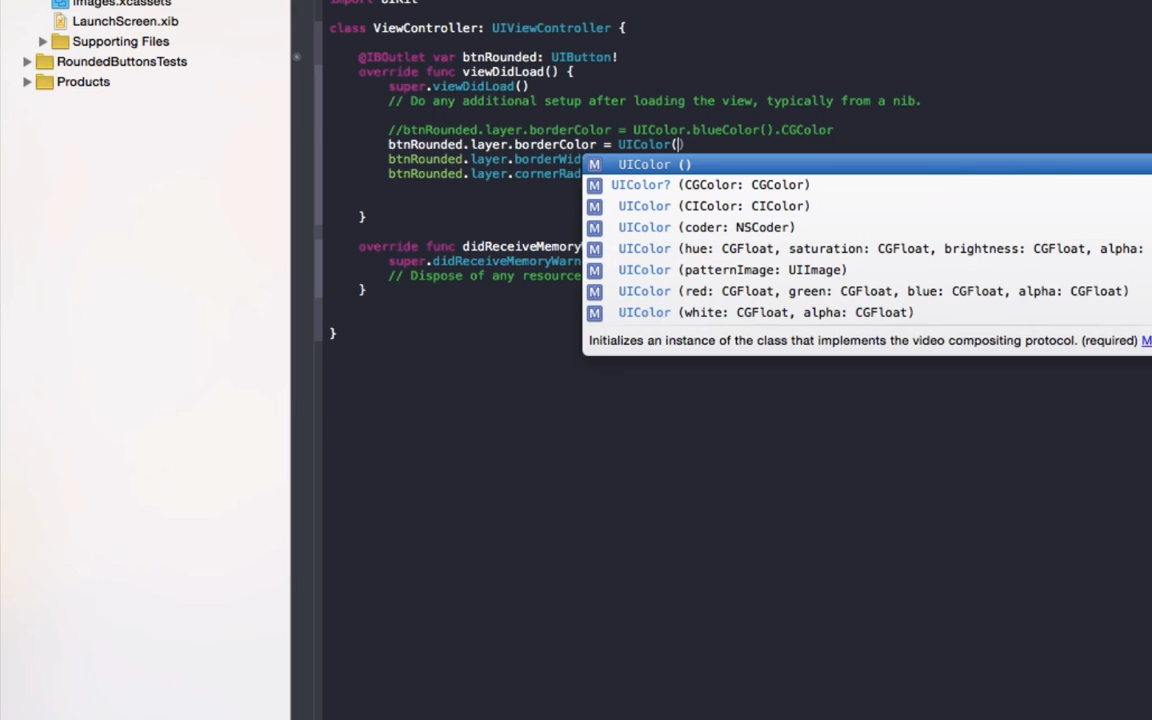 Images.xcassets
LaunchScreen.xib
Supporting Files
RoundedButtonsTests
Products
import UIKit
class ViewController: UIViewController {
@IBOutlet var btnRounded: UIButton!
override func viewDidLoad() {
super.viewDidLoad()
// Do any additional setup after loading the view, typically from a nib.
//btnRounded.layer.borderColor = UIColor.blueColor().CGColor
btnRounded.layer.borderColor = UIColor()
btnRounded.layer.borderWid
btnRounded.layer.cornerRad
}
override func didReceiveMemory
super.didReceiveMemoryWarn
// Dispose of any resource
}
}
M UIColor ()
M UIColor? (CGColor: CGColor)
M UIColor (CIColor: CIColor)
M UIColor (coder: NSCoder)
M UIColor (hue: CGFloat, saturation: CGFloat, brightness: CGFloat, alpha:
M UIColor (patternImage: UIImage)
M UIColor (red: CGFloat, green: CGFloat, blue: CGFloat, alpha: CGFloat)
M UIColor (white: CGFloat, alpha: CGFloat)
Initializes an instance of the class that implements the video compositing protocol. (required) M